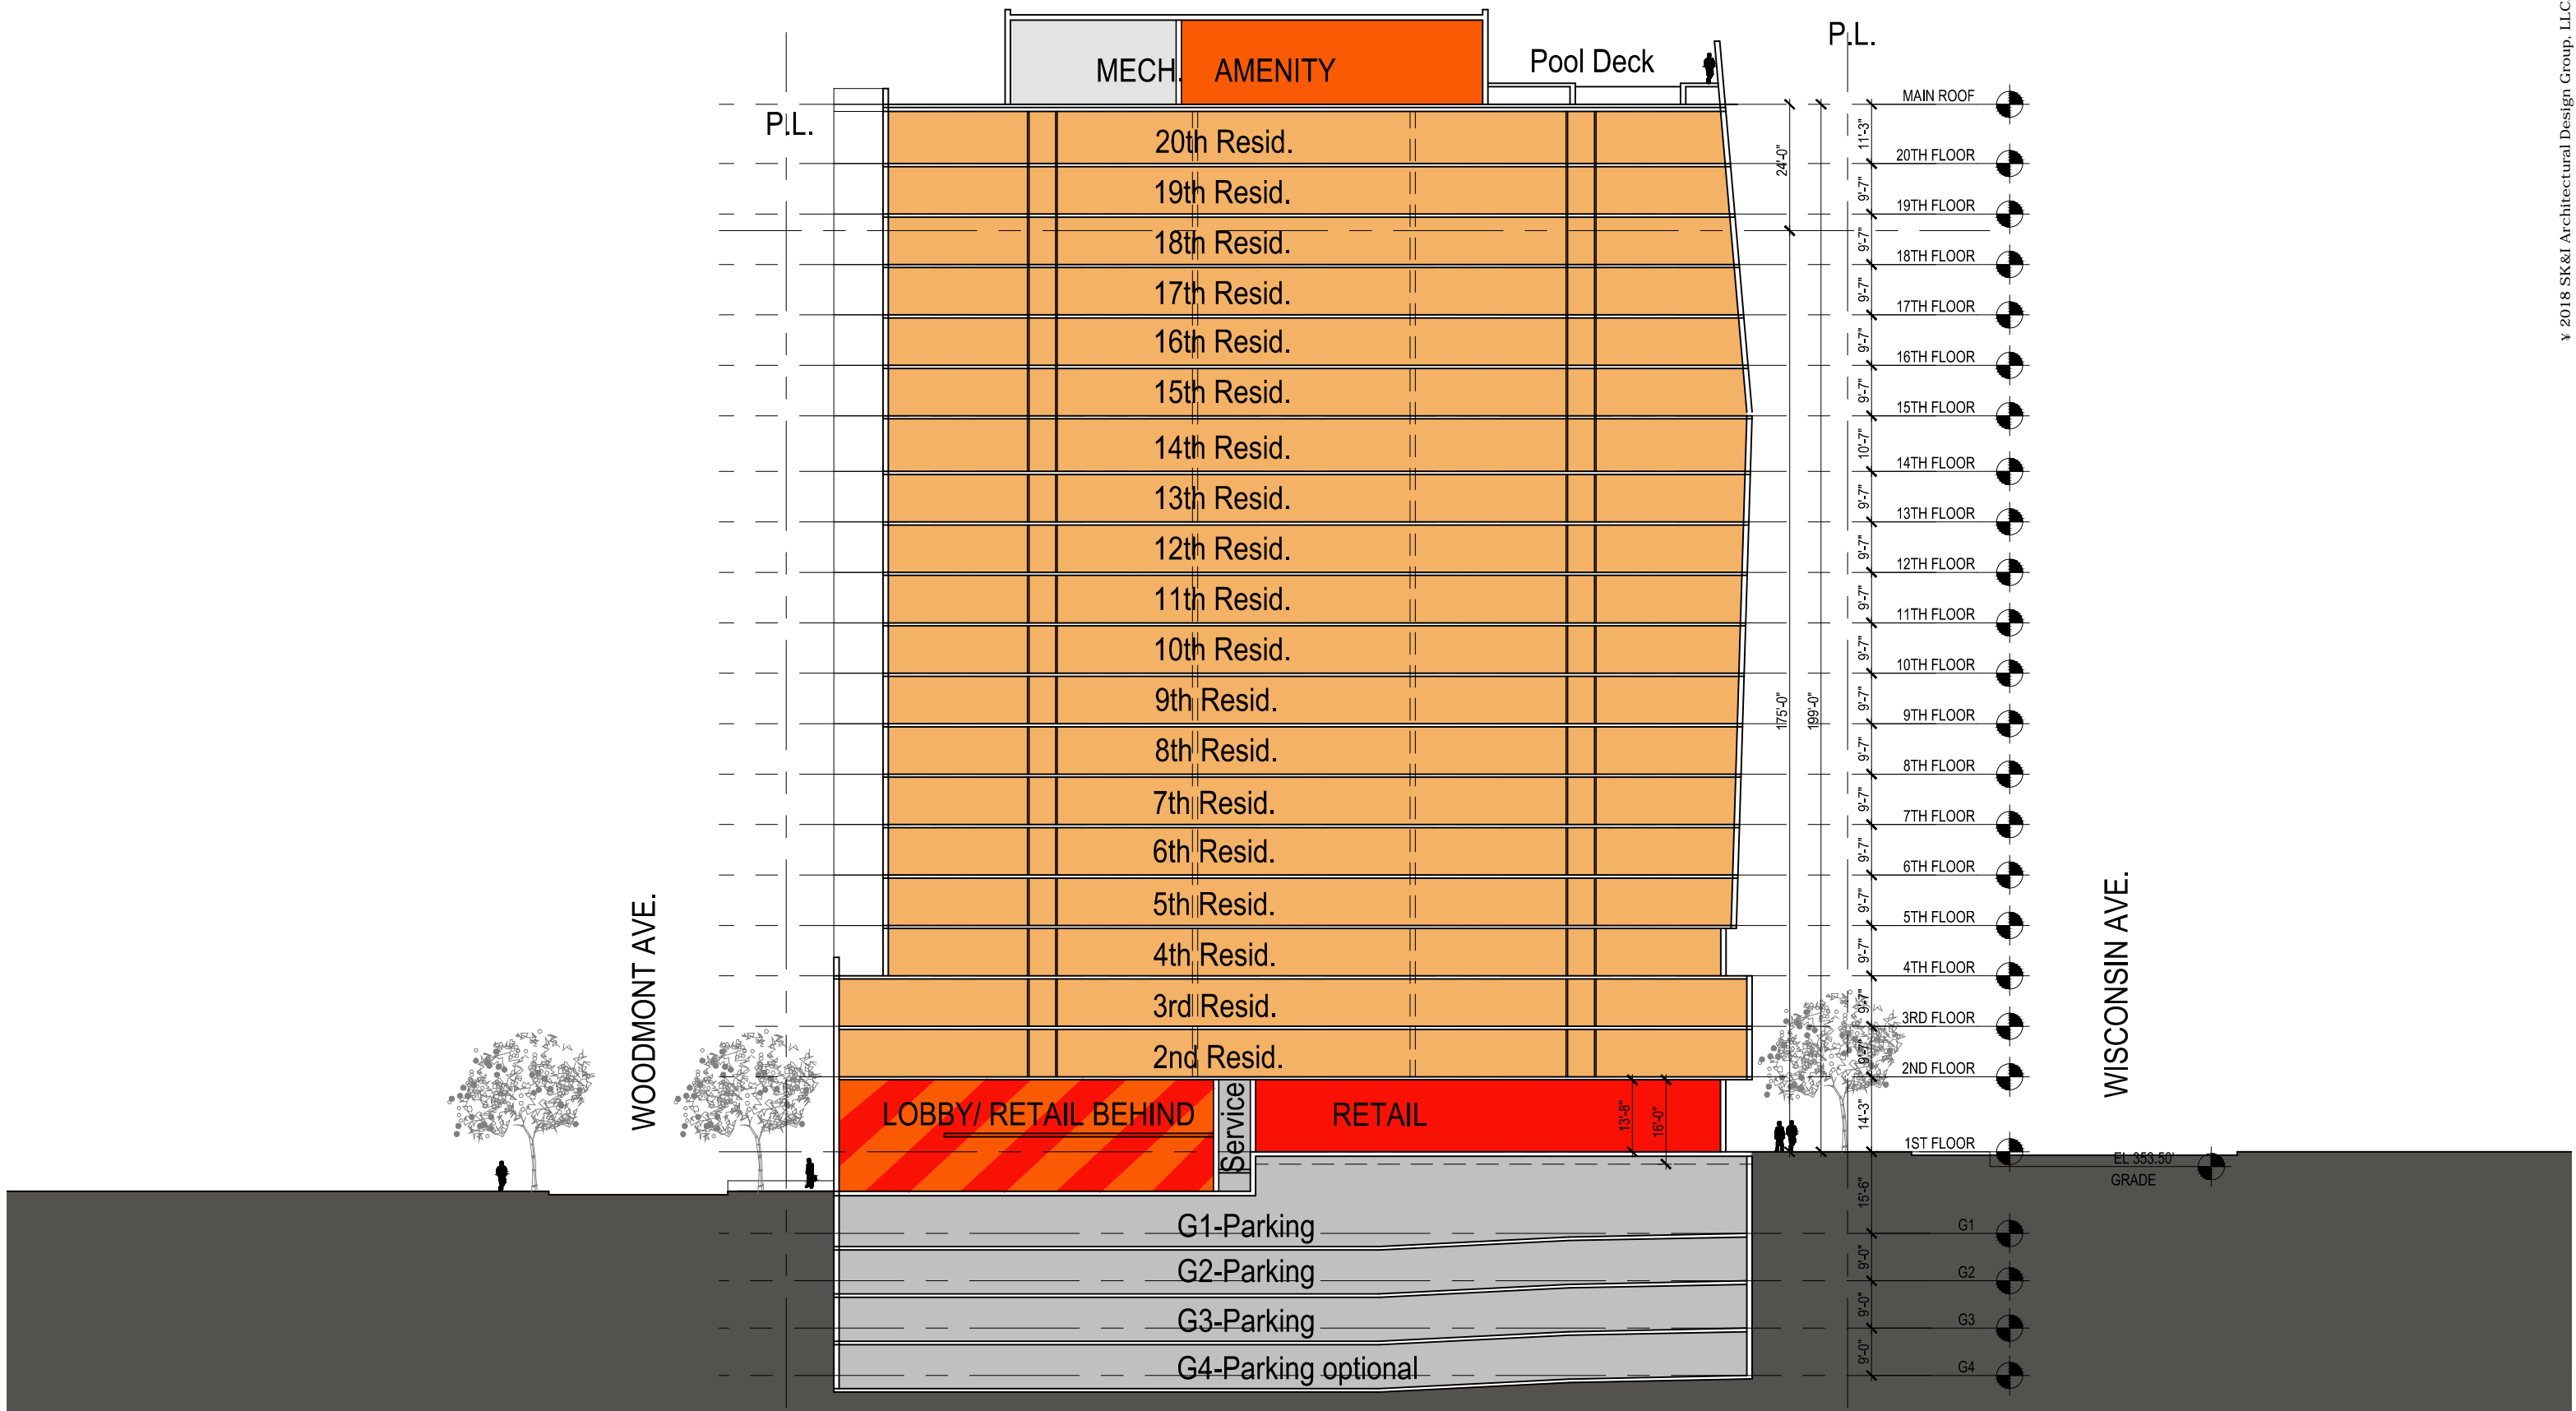 ¥ 2018 SK&I Architectural Design Group, LLC
P.L.
MECH.
AMENITY
Pool Deck
P.L.
MAIN ROOF
11'-3"
20th Resid.
24'-0"
20TH FLOOR
9'-7"
19th Resid.
19TH FLOOR
9'-7"
18th Resid.
18TH FLOOR
9'-7"
17th Resid.
17TH FLOOR
9'-7"
16th Resid.
16TH FLOOR
9'-7"
15th Resid.
15TH FLOOR
10'-7"
14th Resid.
14TH FLOOR
9'-7"
13th Resid.
13TH FLOOR
9'-7"
12th Resid.
12TH FLOOR
9'-7"
11th Resid.
11TH FLOOR
9'-7"
10th Resid.
10TH FLOOR
9'-7"
9th Resid.
175'-0"
199'-0"
9TH FLOOR
9'-7"
8th Resid.
8TH FLOOR
9'-7"
7th Resid.
7TH FLOOR
9'-7"
6th Resid.
6TH FLOOR
9'-7"
5th Resid.
5TH FLOOR
9'-7"
4th Resid.
4TH FLOOR
9'-7"
3rd Resid.
3RD FLOOR
9'-7"
2nd Resid.
2ND FLOOR
14'-3"
WOODMONT AVE.
WISCONSIN AVE.
LOBBY/ RETAIL BEHIND
Service
RETAIL
13'-8"
16'-0"
1ST FLOOR
EL 353.50'
GRADE
15'-6"
G1-Parking
G1
9'-0"
G2-Parking
G2
9'-0"
G3-Parking
G3
9'-0"
G4-Parking optional
G4